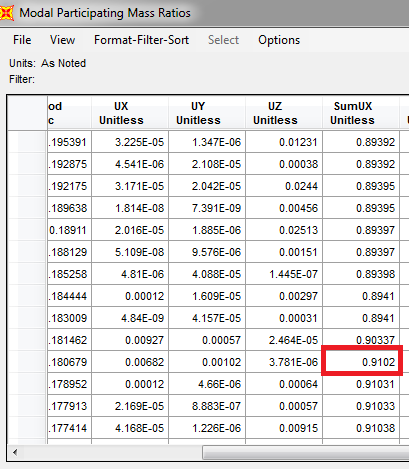 Modal Participating Mass Ratios
File View Format-Filter-Sort Select Options
Units: As Noted
Filter:
od UX UY UZ SumUX
c Unitless Unitless Unitless Unitless
.195391 3.225E-05 1.347E-06 0.01231 0.89392
.192875 4.541E-06 2.108E-05 0.00038 0.89392
.192175 3.171E-05 2.042E-05 0.0244 0.89395
.189638 1.814E-08 7.391E-09 0.00456 0.89395
0.18911 2.016E-05 1.885E-06 0.02513 0.89397
.188129 5.109E-08 9.576E-06 0.00151 0.89397
.185258 4.81E-06 4.088E-05 1.445E-07 0.89398
.184444 0.00012 1.609E-05 0.00297 0.8941
.183009 4.84E-09 4.157E-05 0.00031 0.8941
.181462 0.00927 0.00057 2.464E-05 0.90337
.180679 0.00682 0.00102 3.781E-06 0.9102
.178952 0.00012 4.66E-06 0.00064 0.91031
.177913 2.169E-05 8.883E-07 0.00057 0.91033
.177414 4.168E-05 1.226E-06 0.00915 0.91038